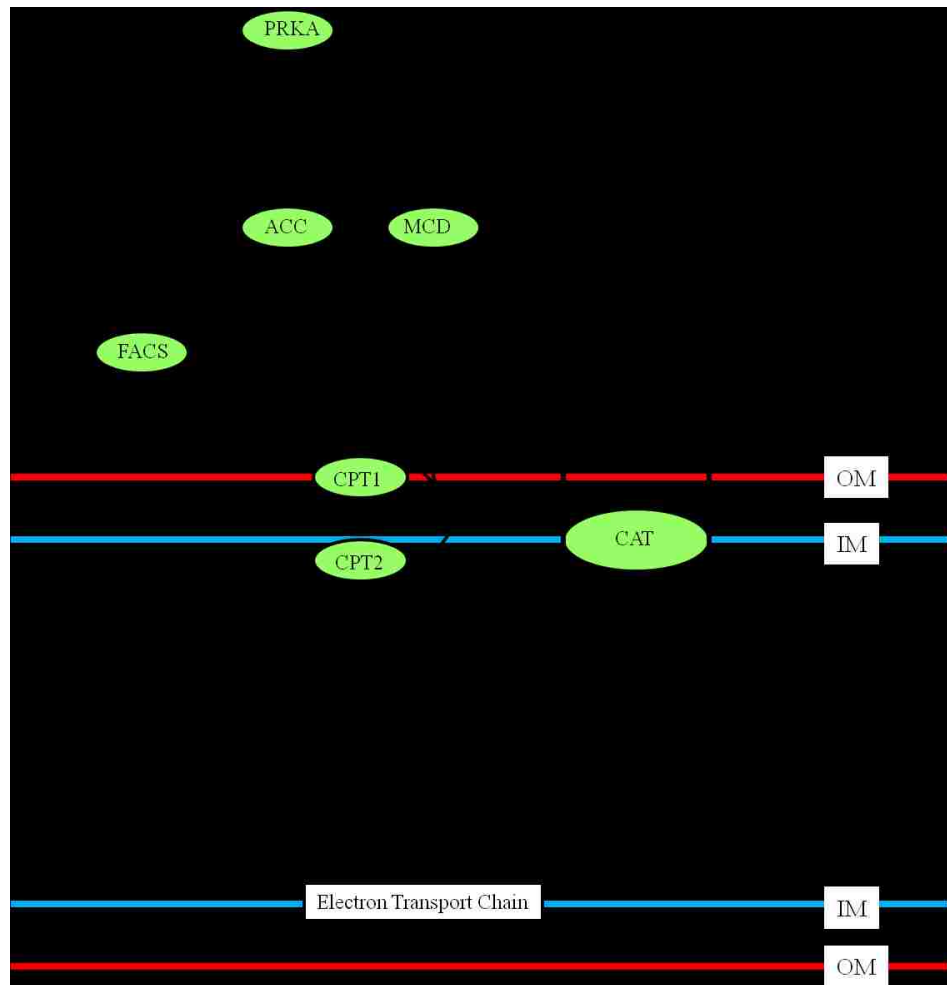 PRKA
ACC
MCD
FACS
CPT1
OM
CAT
IM
CPT2
Electron Transport Chain
IM
OM